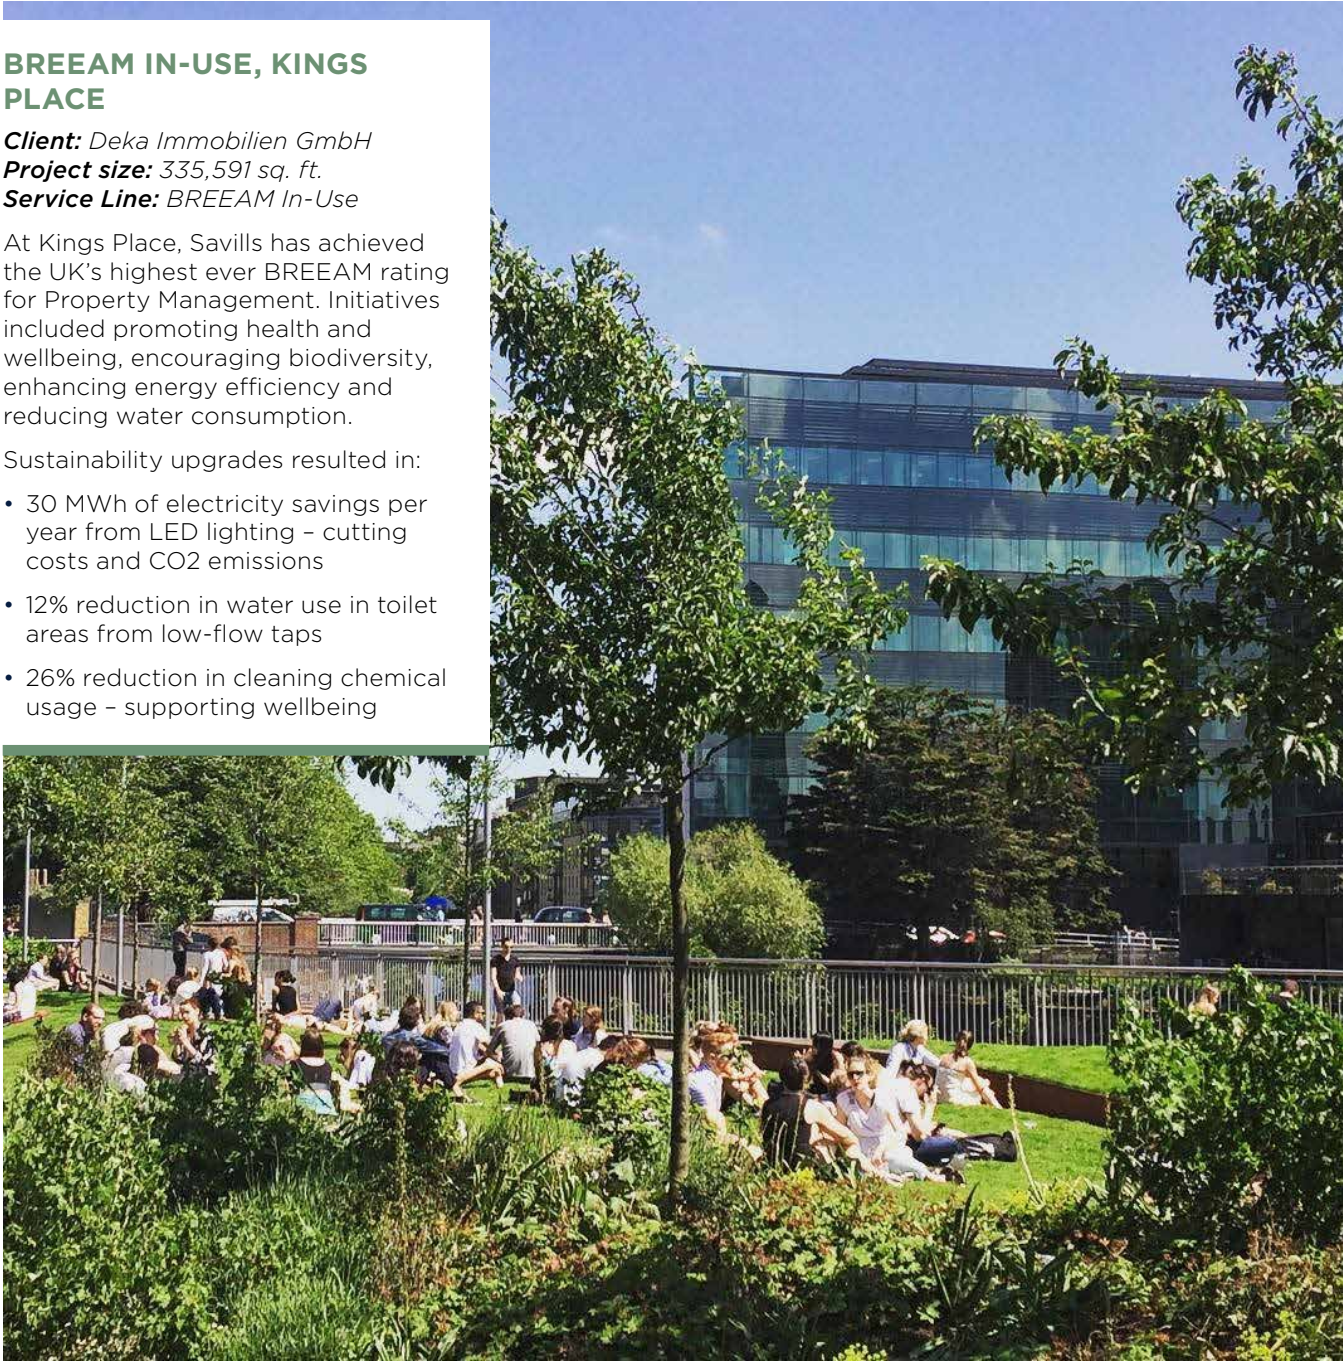 BREEAM IN-USE, KINGS
PLACE
Client: Deka Immobilien GmbH
Project size: 335,591 sq. ft.
Service Line: BREEAM In-Use
At Kings Place, Savills has achieved
the UK’s highest ever BREEAM rating
for Property Management. Initiatives
included promoting health and
wellbeing, encouraging biodiversity,
enhancing energy efficiency and
reducing water consumption.
Sustainability upgrades resulted in:
• 30 MWh of electricity savings per
year from LED lighting – cutting
costs and CO2 emissions
• 12% reduction in water use in toilet
areas from low-flow taps
• 26% reduction in cleaning chemical
usage – supporting wellbeing